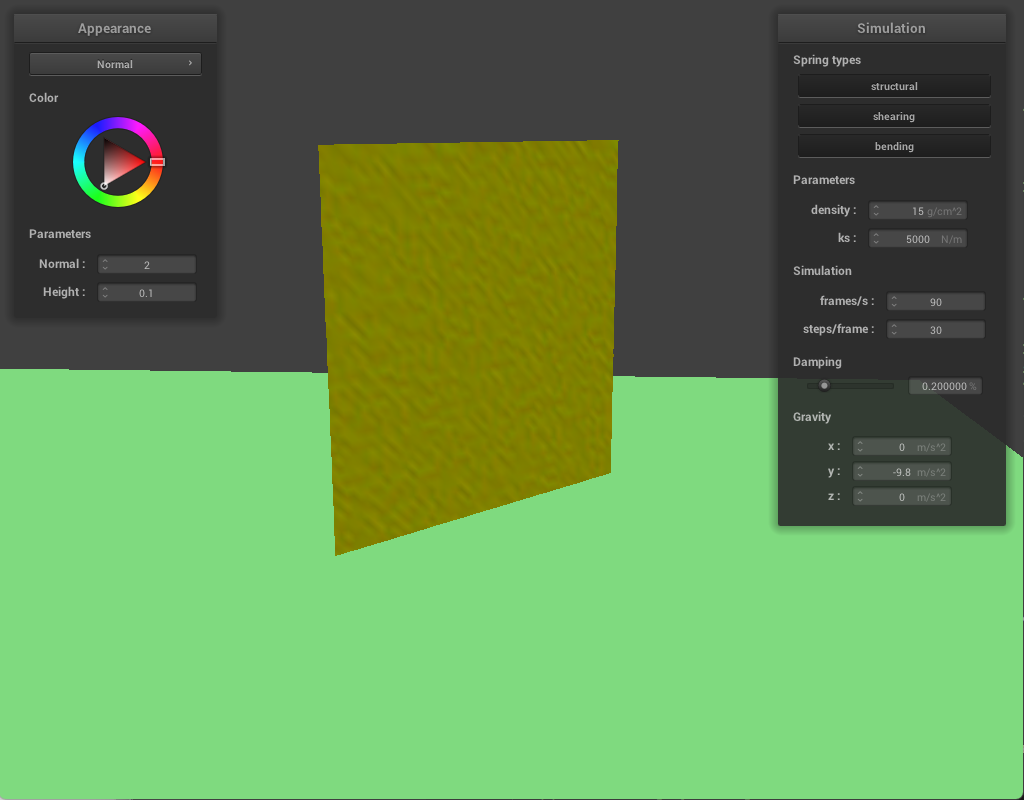 Appearance
Normal
Color
Parameters
Normal : 2
Height : 0.1
Simulation
Spring types
structural
shearing
bending
Parameters
density : 15 g/cm^2
ks : 5000 N/m
Simulation
frames/s : 90
steps/frame : 30
Damping
0.200000 %
Gravity
x : 0 m/s^2
y : -9.8 m/s^2
z : 0 m/s^2